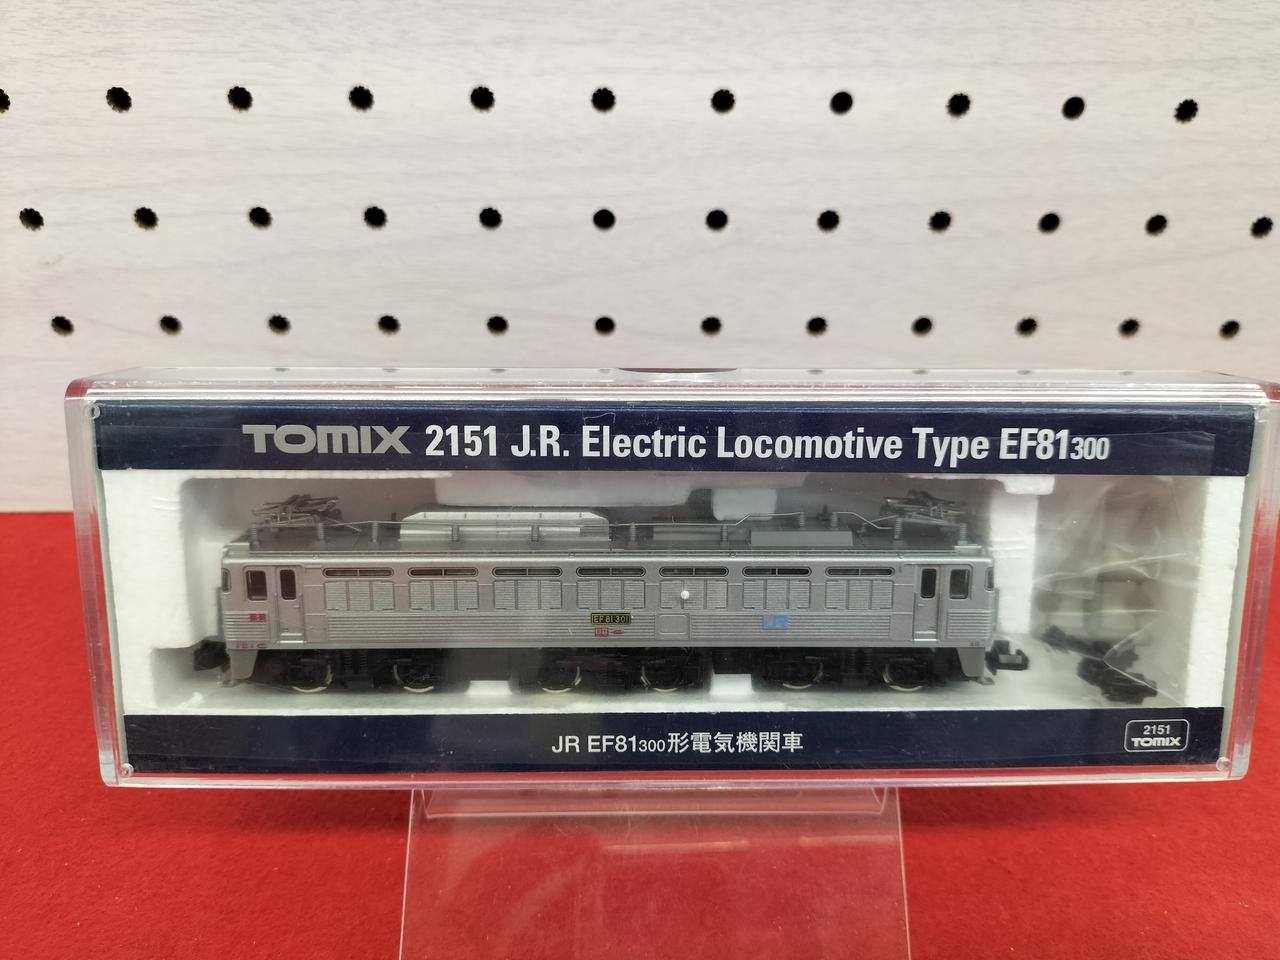 TOMIX 2151 J.R. Electric Locomotive Type EF81300
EF81 301
JR
JR EF81300形電気機関車
2151
TOMIX